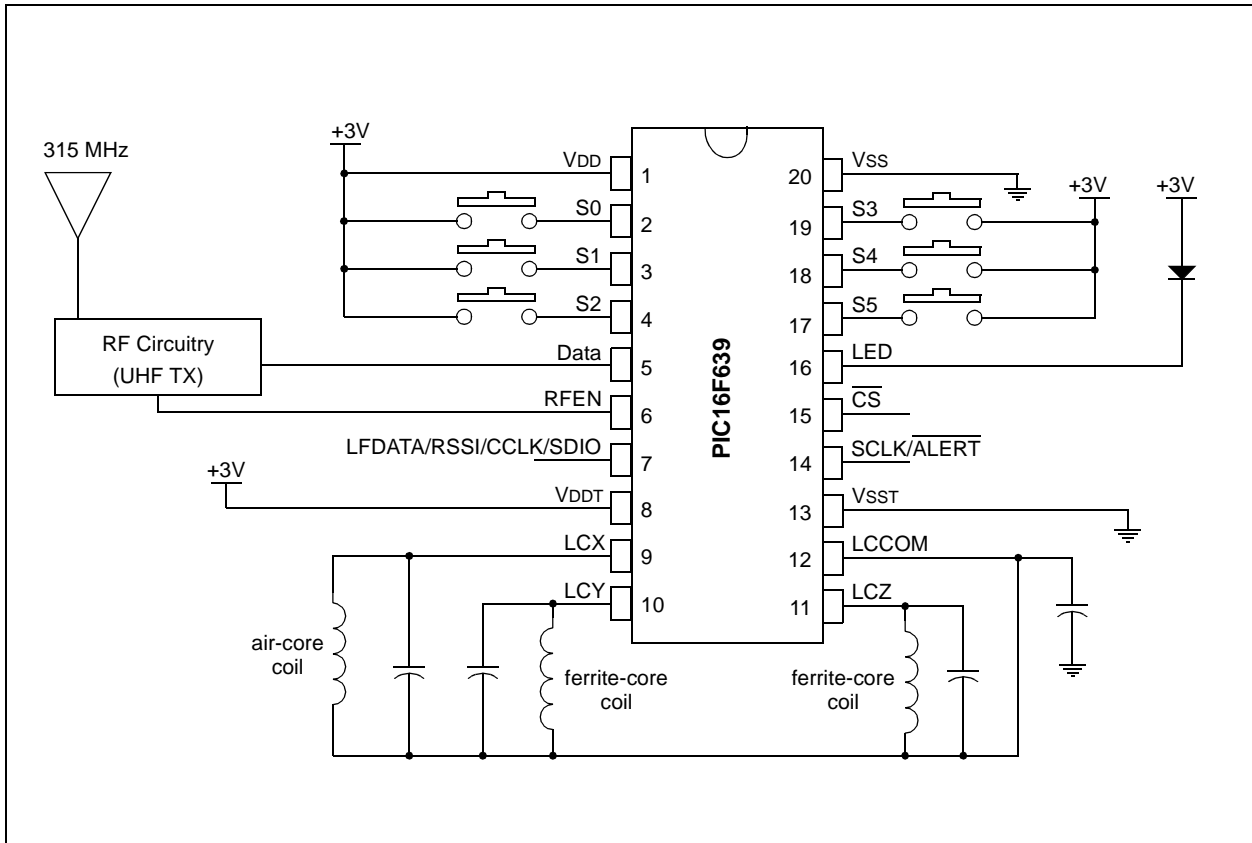 315 MHz
+3V
VDD
1
S0
2
S1
3
S2
4
RF Circuitry
(UHF TX)
Data
5
RFEN
6
LFDATA/RSSI/CCLK/SDIO
7
+3V
VDDT
8
LCX
9
LCY
10
air-core
coil
ferrite-core
coil
PIC16F639
20
VSS
19
S3
+3V
+3V
18
S4
17
S5
16
LED
15
CS
14
SCLK/ALERT
13
VSST
12
LCCOM
11
LCZ
ferrite-core
coil